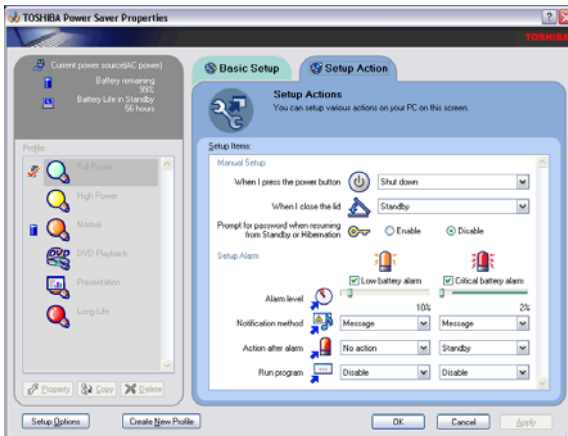 TOSHIBA Power Saver Properties
TOSHIBA
Current power source(AC power)
Battery remaining
99%
Battery Life in Standby
56 hours
Profile:
Full Power
High Power
Normal
DVD
DVD Playback
Presentation
Long Life
Property
Copy
Delete
Setup Options
Create New Profile
Basic Setup
Setup Action
Setup Actions
You can setup various actions on your PC on this screen.
Setup Items:
Manual Setup
When I press the power button
Shut down
When I close the lid
Standby
Prompt for password when resuming
from Standby or Hibernation
Enable
Disable
Setup Alarm
Low battery alarm
Critical battery alarm
Alarm level
10%
2%
Notification method
Message
Message
Action after alarm
No action
Standby
Run program
Disable
Disable
OK
Cancel
Apply